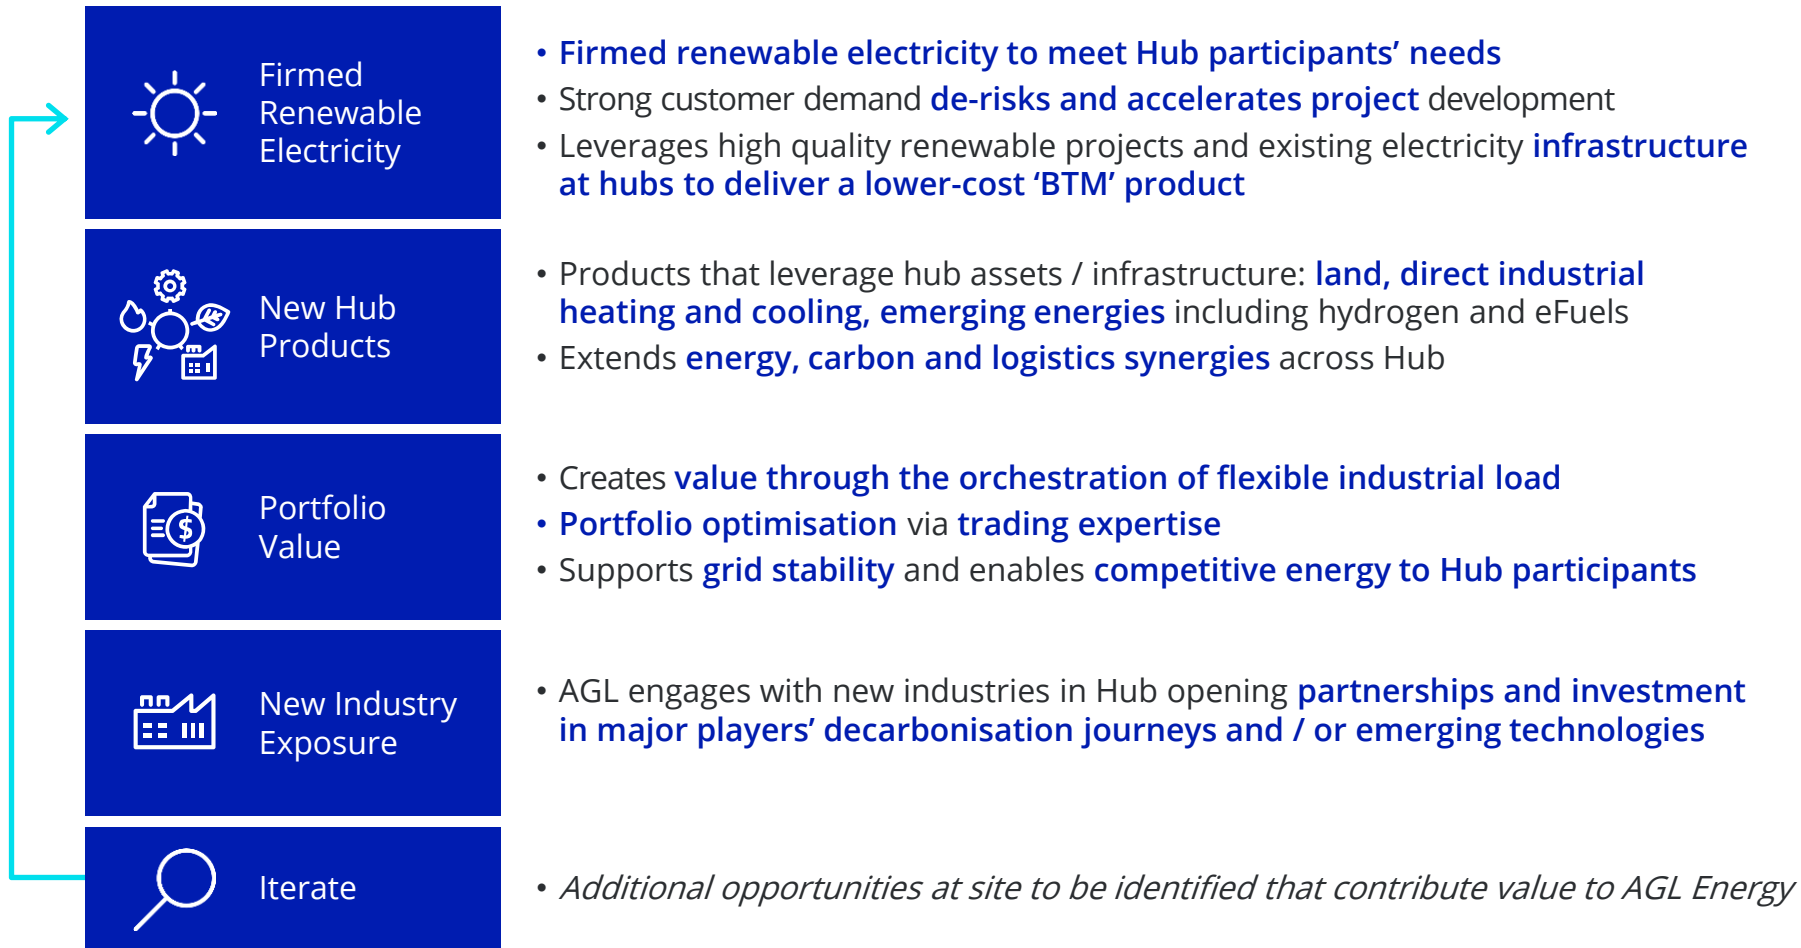 Firmed
Renewable
Electricity
• Firmed renewable electricity to meet Hub participants’ needs
• Strong customer demand de-risks and accelerates project development
• Leverages high quality renewable projects and existing electricity infrastructure
at hubs to deliver a lower-cost ‘BTM’ product
New Hub
Products
• Products that leverage hub assets / infrastructure: land, direct industrial
heating and cooling, emerging energies including hydrogen and eFuels
• Extends energy, carbon and logistics synergies across Hub
$
Portfolio
Value
• Creates value through the orchestration of flexible industrial load
• Portfolio optimisation via trading expertise
• Supports grid stability and enables competitive energy to Hub participants
New Industry
Exposure
• AGL engages with new industries in Hub opening partnerships and investment
in major players’ decarbonisation journeys and / or emerging technologies
Iterate
• Additional opportunities at site to be identified that contribute value to AGL Energy